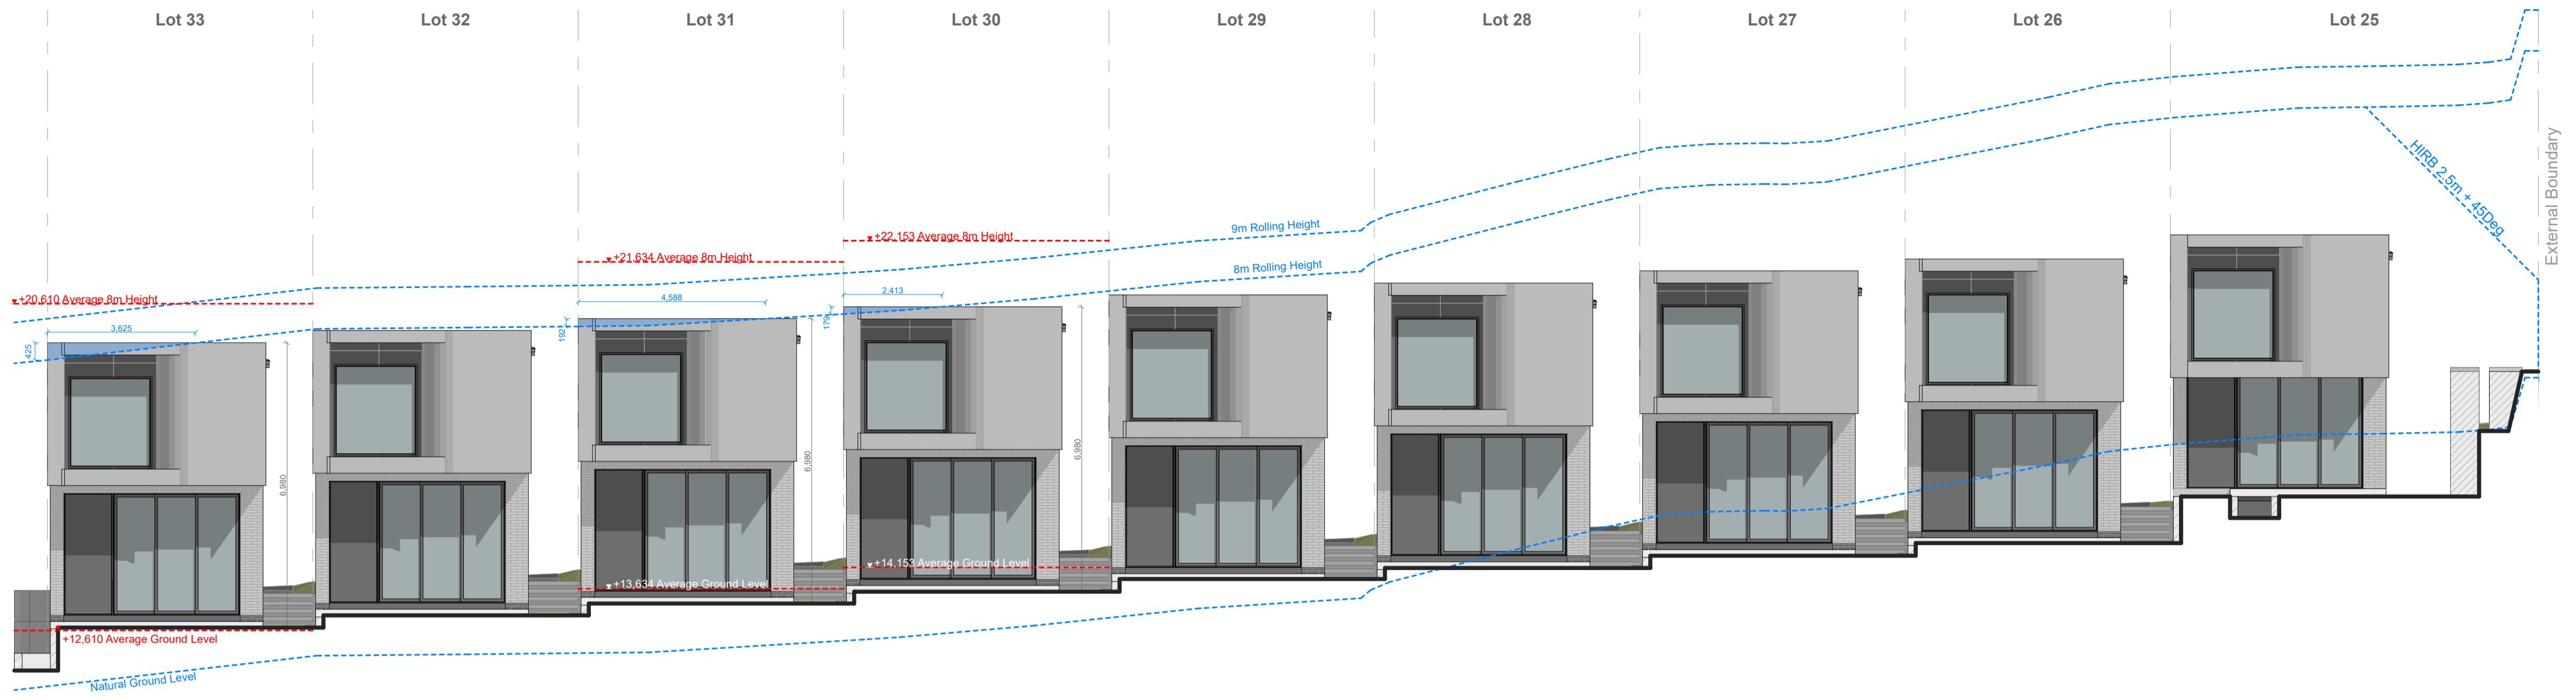 Lot 33
Lot 32
Lot 31
Lot 30
Lot 29
Lot 28
Lot 27
Lot 26
Lot 25
External Boundary
HIRB 2.5m + 45Deg
9m Rolling Height
8m Rolling Height
+22,153 Average 8m Height
+21,634 Average 8m Height
+20,610 Average 8m Height
3,625
4,588
2,413
425
192
179
6,980
6,980
6,980
+14,153 Average Ground Level
+13,634 Average Ground Level
+12,610 Average Ground Level
Natural Ground Level